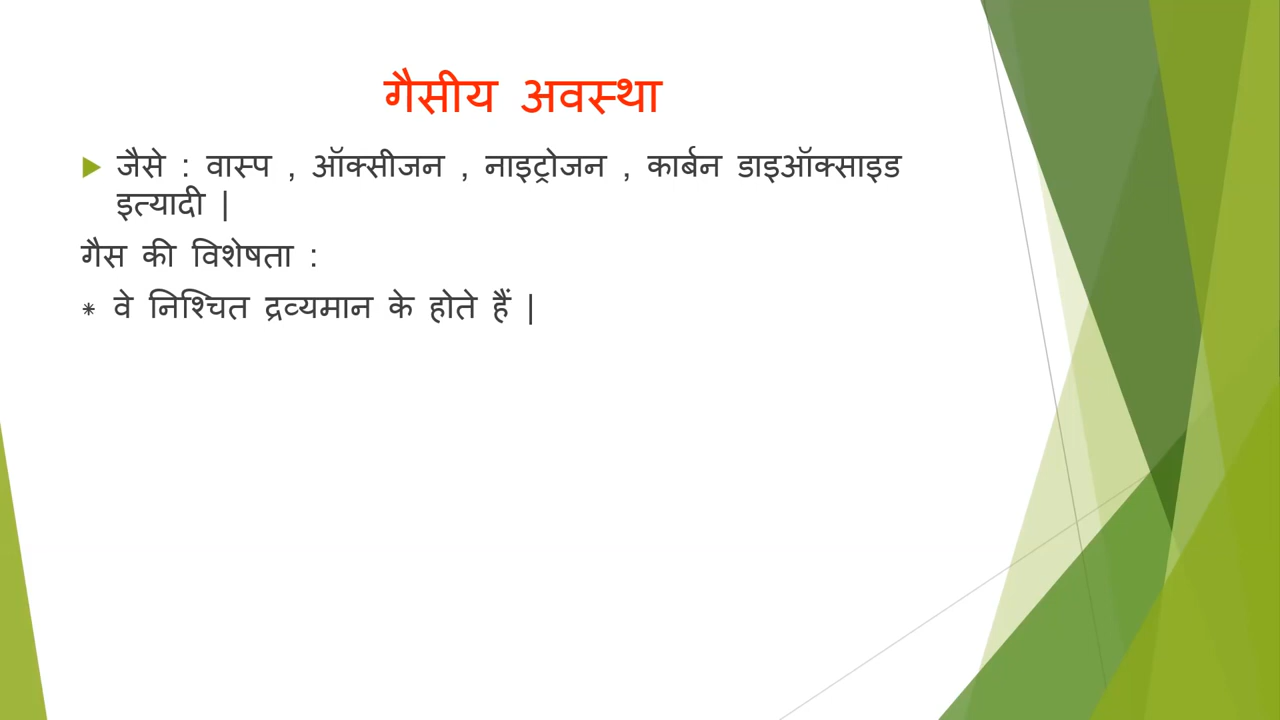 गैसीय अवस्था
जैसे : वास्प , ऑक्सीजन , नाइट्रोजन , कार्बन डाइऑक्साइड
इत्यादी |
गैस की विशेषता :
* वे निश्चित द्रव्यमान के होते हैं |